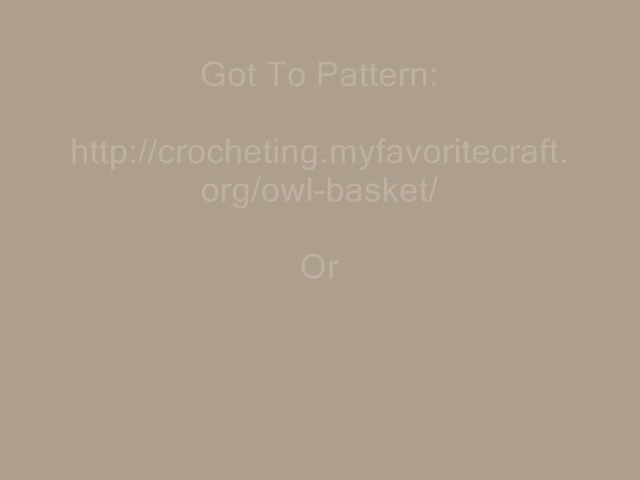 Got To Pattern:
http://crocheting.myfavoritecraft.
org/owl-basket/
Or